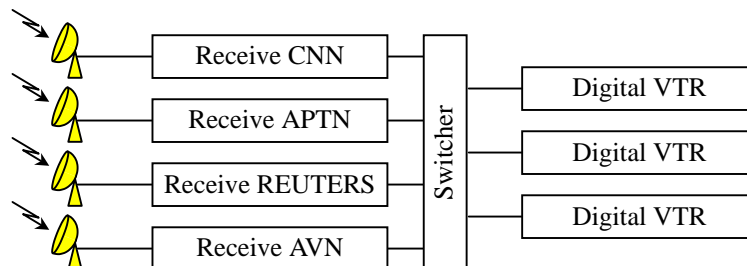 Receive CNN
Receive APTN
Receive REUTERS
Receive AVN
Switcher
Digital VTR
Digital VTR
Digital VTR